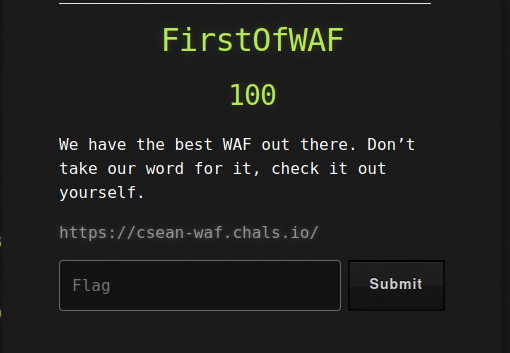 FirstOfWAF
100
We have the best WAF out there. Don’t
take our word for it, check it out
yourself.
https://csean-waf.chals.io/
Flag
Submit